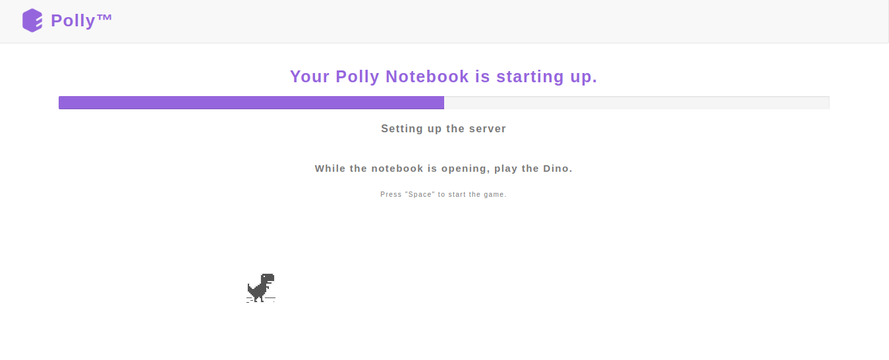 Polly™
Your Polly Notebook is starting up.
Setting up the server
While the notebook is opening, play the Dino.
Press "Space" to start the game.